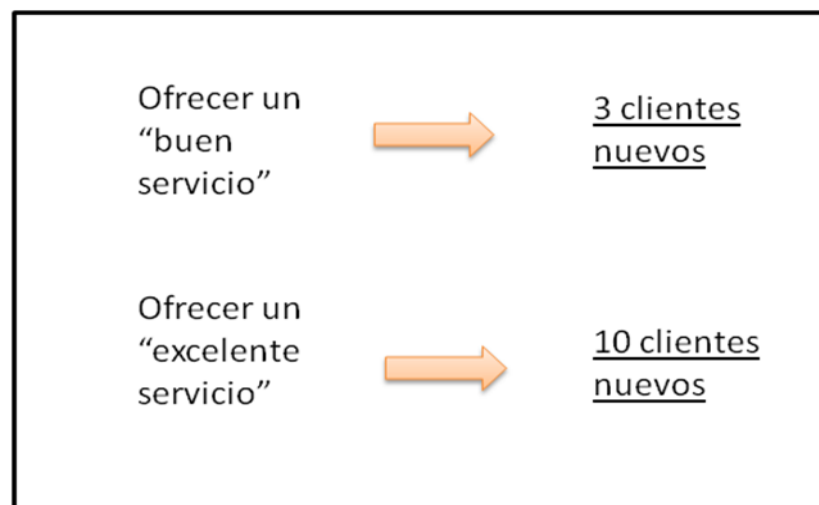 Ofrecer un
“buen
servicio”
3 clientes
nuevos
Ofrecer un
“excelente
servicio”
10 clientes
nuevos